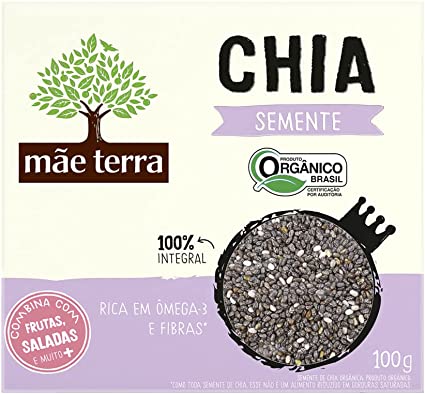 mãe terra
CHIA
SEMENTE
PRODUTO
ORGÂNICO
BRASIL
CERTIFICAÇÃO
POR AUDITORIA
100%
INTEGRAL
COMBINA COM
FRUTAS,
SALADAS
E MUITO +
RICA EM ÔMEGA-3
E FIBRAS*
100g
SEMENTE DE CHIA ORGÂNICA. PRODUTO ORGÂNICO.
*COMO TODA SEMENTE DE CHIA, ESSE NÃO É UM ALIMENTO REDUZIDO EM GORDURAS SATURADAS.